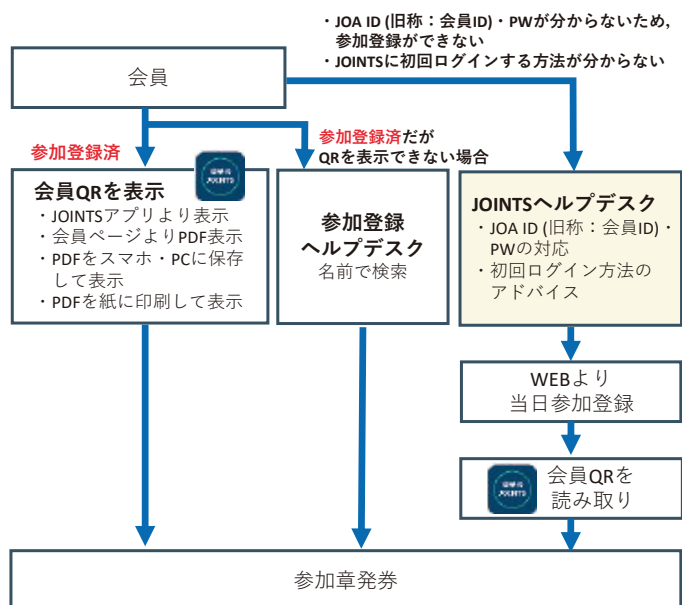 ・JOA ID (旧称：会員ID)・PWが分からないため,
参加登録ができない
・JOINTSに初回ログインする方法が分からない
会員
参加登録済
参加登録済だが
QRを表示できない場合
会員QRを表示
・JOINTSアプリより表示
・会員ページよりPDF表示
・PDFをスマホ・PCに保存
して表示
・PDFを紙に印刷して表示
参加登録
ヘルプデスク
名前で検索
JOINTSヘルプデスク
・JOA ID (旧称：会員ID)・
PWの対応
・初回ログイン方法の
アドバイス
WEBより
当日参加登録
JOINTS
会員QRを
読み取り
参加章発券